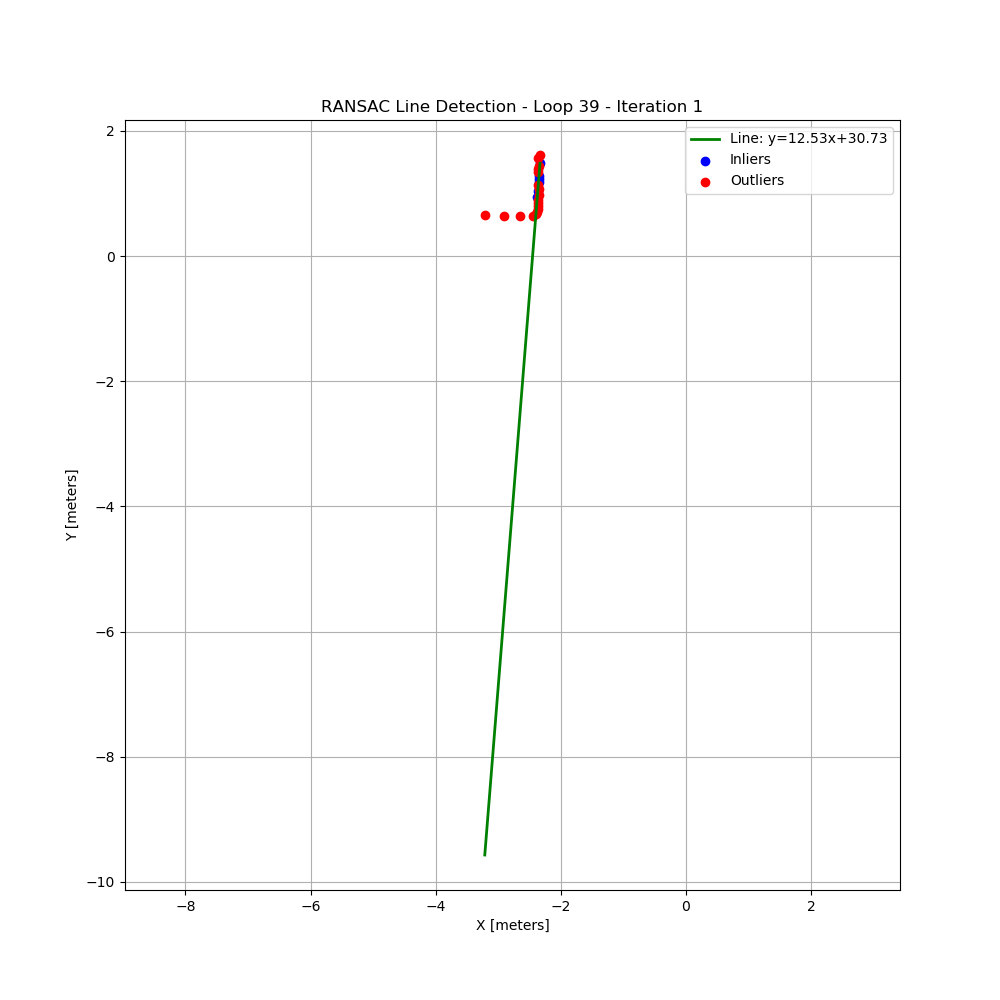 RANSAC Line Detection - Loop 39 - Iteration 1
Line: y=12.53x+30.73
Inliers
Outliers
2
0
−2
−4
−6
−8
−10
Y [meters]
−8 −6 −4 −2 0 2
X [meters]